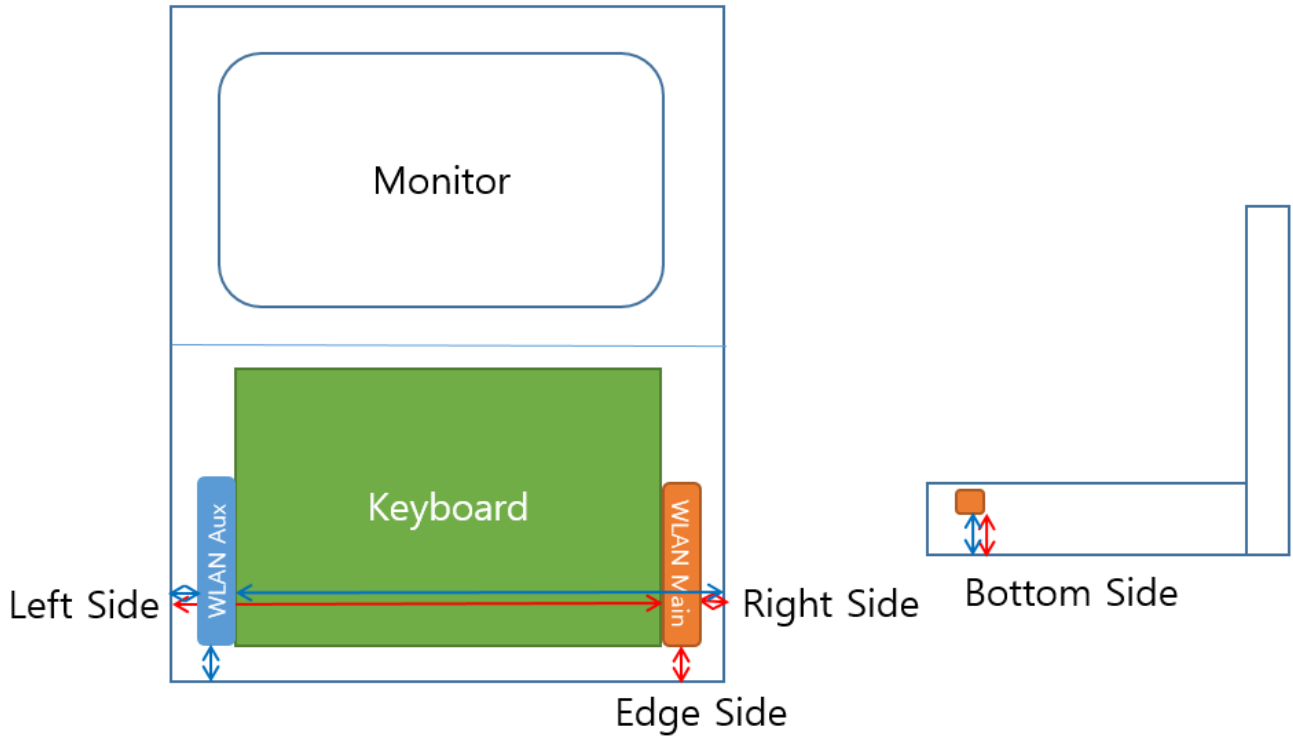 Monitor
Keyboard
WLAN Aux
WLAN Main
Left Side
Right Side
Bottom Side
Edge Side